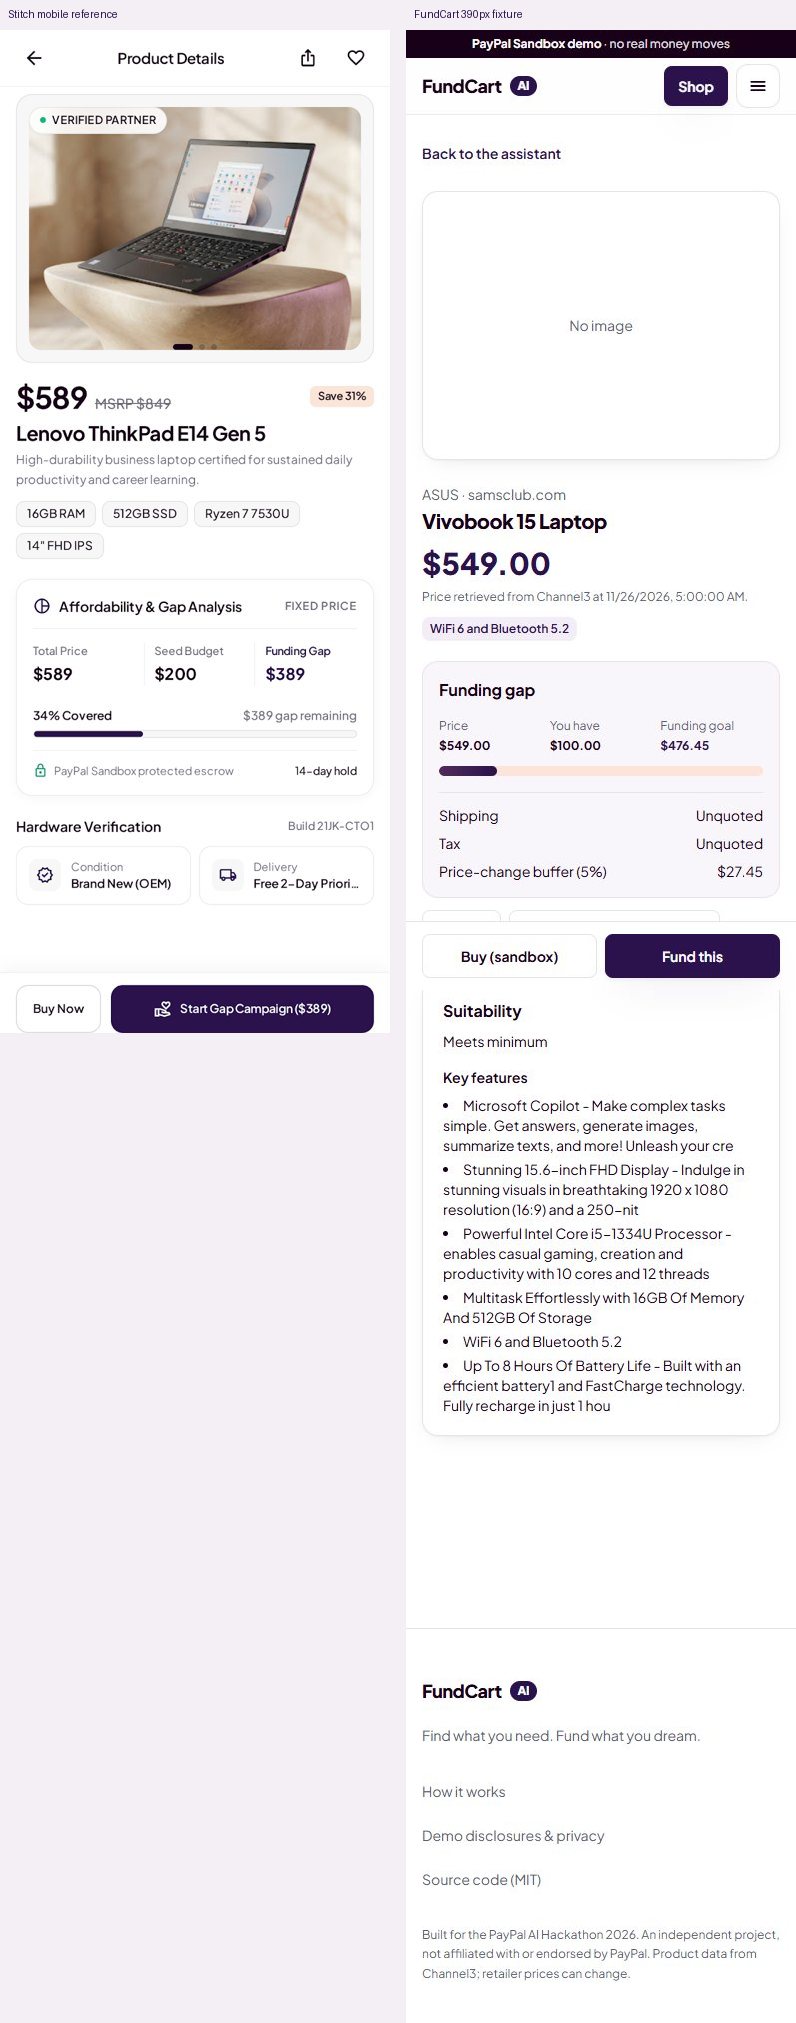 Stitch mobile reference
Product Details
VERIFIED PARTNER
$589 MSRP $849
Save 31%
Lenovo ThinkPad E14 Gen 5
High-durability business laptop certified for sustained daily
productivity and career learning.
16GB RAM
512GB SSD
Ryzen 7 7530U
14" FHD IPS
Affordability & Gap Analysis
FIXED PRICE
Total Price
Seed Budget
Funding Gap
$589
$200
$389
34% Covered
$389 gap remaining
PayPal Sandbox protected escrow
14-day hold
Hardware Verification
Build 21JK-CTO1
Condition
Brand New (OEM)
Delivery
Free 2-Day Priori...
Buy Now
Start Gap Campaign ($389)
FundCart 390px fixture
PayPal Sandbox demo · no real money moves
FundCart AI
Shop
Back to the assistant
No image
ASUS · samsclub.com
Vivobook 15 Laptop
$549.00
Price retrieved from Channel3 at 11/26/2026, 5:00:00 AM.
WiFi 6 and Bluetooth 5.2
Funding gap
Price
You have
Funding goal
$549.00
$100.00
$476.45
Shipping
Unquoted
Tax
Unquoted
Price-change buffer (5%)
$27.45
Buy (sandbox)
Fund this
Suitability
Meets minimum
Key features
• Microsoft Copilot - Make complex tasks
simple. Get answers, generate images,
summarize texts, and more! Unleash your cre
• Stunning 15.6-inch FHD Display - Indulge in
stunning visuals in breathtaking 1920 x 1080
resolution (16:9) and a 250-nit
• Powerful Intel Core i5-1334U Processor -
enables casual gaming, creation and
productivity with 10 cores and 12 threads
• Multitask Effortlessly with 16GB Of Memory
And 512GB Of Storage
• WiFi 6 and Bluetooth 5.2
• Up To 8 Hours Of Battery Life - Built with an
efficient battery1 and FastCharge technology.
Fully recharge in just 1 hou
FundCart AI
Find what you need. Fund what you dream.
How it works
Demo disclosures & privacy
Source code (MIT)
Built for the PayPal AI Hackathon 2026. An independent project,
not affiliated with or endorsed by PayPal. Product data from
Channel3; retailer prices can change.